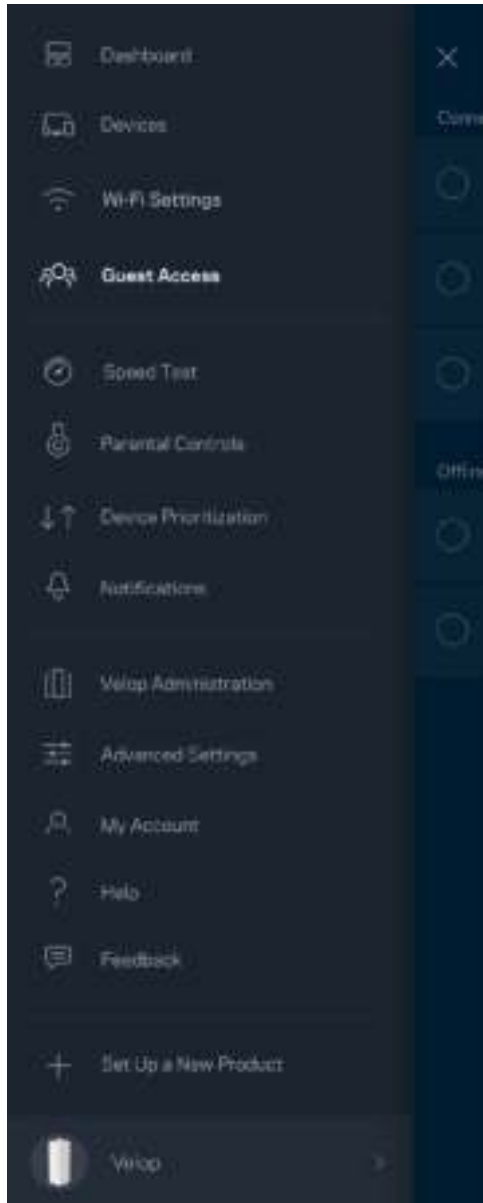 Dashboard
Devices
Wi-Fi Settings
Guest Access
Speed Test
Parental Controls
Device Prioritization
Notifications
Velop Administration
Advanced Settings
My Account
Help
Feedback
Set Up a New Product
Velop